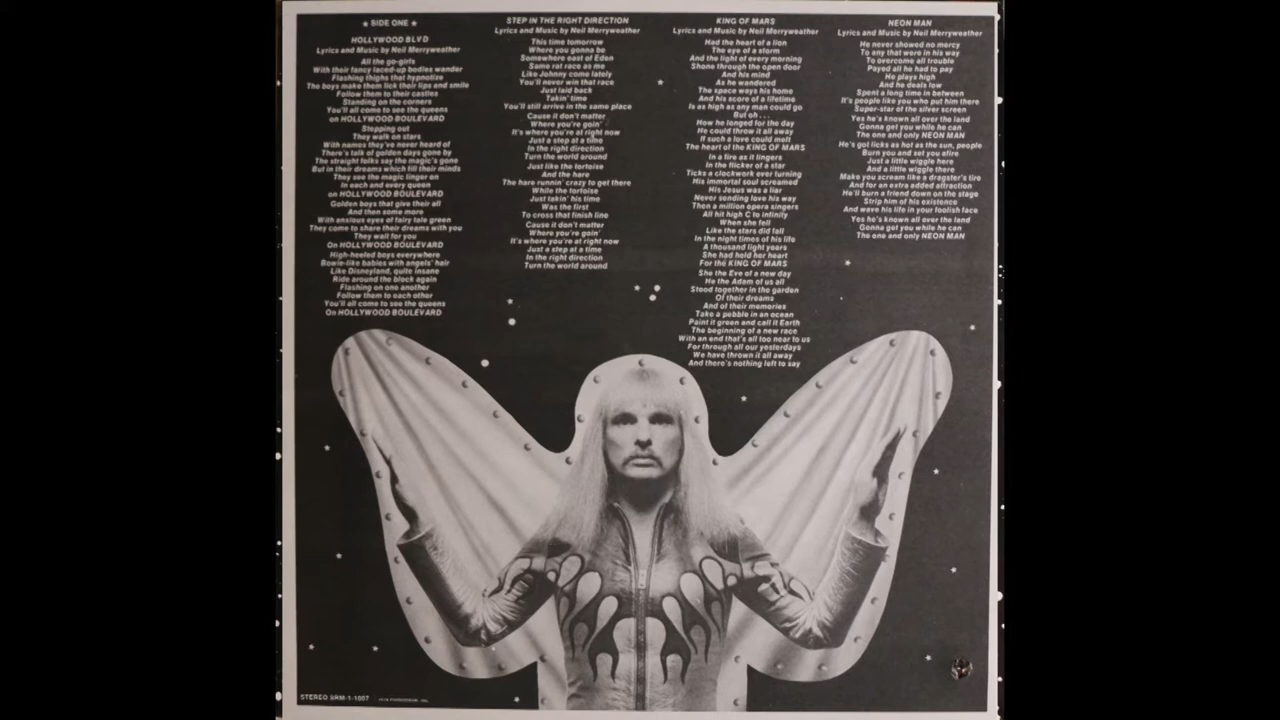 ★ SIDE ONE ★
HOLLYWOOD BLVD
Lyrics and Music by Neil Merryweather
All the go-girls
With their fancy laced-up bodies wander
Flashing thighs that hypnotize
The boys make them lick their lips and smile
Follow them to their castles
Standing on the corners
You'll all come to see the queens
on HOLLYWOOD BOULEVARD
Stepping out
They walk on stars
With names they've never heard of
There's talk of golden days gone by
The straight folks say the magic's gone
But in their dreams which fill their minds
They see the magic linger on
In each and every queen
on HOLLYWOOD BOULEVARD
Golden boys that give their all
And then some more
With anxious eyes of fairy tale green
They come to share their dreams with you
They wait for you
On HOLLYWOOD BOULEVARD
High-heeled boys everywhere
Bowie-like babies with angels' hair
Like Disneyland, quite insane
Ride around the block again
Flashing on one another
Follow them to each other
You'll all come to see the queens
On HOLLYWOOD BOULEVARD
STEP IN THE RIGHT DIRECTION
Lyrics and Music by Neil Merryweather
This time tomorrow
Where you gonna be
Somewhere east of Eden
Same rat race as me
Like Johnny come lately
You'll never win that race
Just laid back
Takin' time
You'll still arrive in the same place
Cause it don't matter
Where you're goin'
It's where you're at right now
Just a step at a time
In the right direction
Turn the world around
Just like the tortoise
And the hare
The hare runnin' crazy to get there
While the tortoise
Just takin' his time
Was the first
To cross that finish line
Cause it don't matter
Where you're goin'
It's where you're at right now
Just a step at a time
In the right direction
Turn the world around
KING OF MARS
Lyrics and Music by Neil Merryweather
Had the heart of a lion
The eye of a storm
And the light of every morning
Shone through the open door
And his mind
As he wandered
The space ways his home
And his score of a lifetime
Is as high as any man could go
But oh . . .
How he longed for the day
He could throw it all away
If such a love could melt
The heart of the KING OF MARS
In a fire as it lingers
In the flicker of a star
Ticks a clockwork ever turning
His immortal soul screamed
His Jesus was a liar
Never sending love his way
Then a million opera singers
All hit high C to infinity
When she fell
Like the stars did fall
In the night times of his life
A thousand light years
She had held her heart
For the KING OF MARS
She the Eve of a new day
He the Adam of us all
Stood together in the garden
Of their dreams
And of their memories
Take a pebble in an ocean
Paint it green and call it Earth
The beginning of a new race
With an end that's all too near to us
For through all our yesterdays
We have thrown it all away
And there's nothing left to say
NEON MAN
Lyrics and Music by Neil Merryweather
He never showed no mercy
To any that were in his way
To overcome all trouble
Payed all he had to pay
He plays high
And he deals low
Spent a long time in between
It's people like you who put him there
Super-star of the silver screen
Yes he's known all over the land
Gonna get you while he can
The one and only NEON MAN
He's got licks as hot as the sun, people
Burn you and set you afire
Just a little wiggle here
And a little wiggle there
Make you scream like a dragster's tire
And for an extra added attraction
He'll burn a friend down on the stage
Strip him of his existence
And wave his life in your foolish face
Yes he's known all over the land
Gonna get you while he can
The one and only NEON MAN
STEREO SRM-1-1007